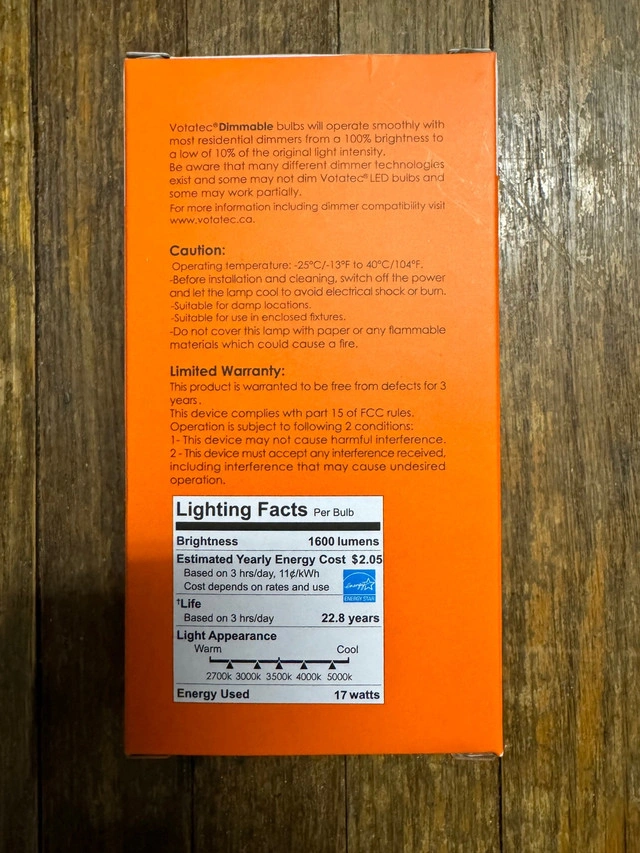 Votatec®Dimmable bulbs will operate smoothly with
most residential dimmers from a 100% brightness to
a low of 10% of the original light intensity.
Be aware that many different dimmer technologies
exist and some may not dim Votatec® LED bulbs and
some may work partially.
For more information including dimmer compatibility visit
www.votatec.ca.
Caution:
Operating temperature: -25°C/-13°F to 40°C/104°F.
-Before installation and cleaning, switch off the power
and let the lamp cool to avoid electrical shock or burn.
-Suitable for damp locations.
-Suitable for use in enclosed fixtures.
-Do not cover this lamp with paper or any flammable
materials which could cause a fire.
Limited Warranty:
This product is warranted to be free from defects for 3
years.
This device complies wth part 15 of FCC rules.
Operation is subject to following 2 conditions:
1- This device may not cause harmful interference.
2 - This device must accept any interference received,
including interference that may cause undesired
operation.
Lighting Facts Per Bulb
Brightness 1600 lumens
Estimated Yearly Energy Cost $2.05
Based on 3 hrs/day, 11¢/kWh
Cost depends on rates and use
energy
ENERGY STAR
†Life
Based on 3 hrs/day 22.8 years
Light Appearance
Warm Cool
2700k 3000k 3500k 4000k 5000k
Energy Used 17 watts